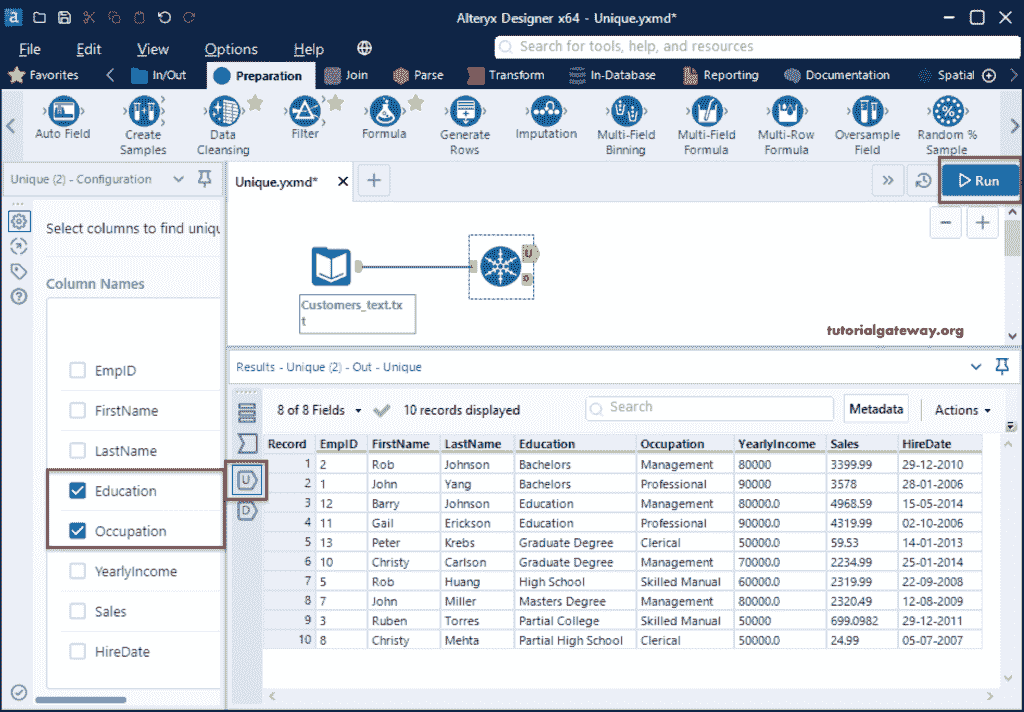 Alteryx Designer x64 - Unique.yxmd*
File Edit View Options Help
Search for tools, help, and resources
Favorites In/Out Preparation Join Parse Transform In-Database Reporting Documentation Spatial
Auto Field
Create Samples
Data Cleansing
Filter
Formula
Generate Rows
Imputation
Multi-Field Binning
Multi-Field Formula
Multi-Row Formula
Oversample Field
Random % Sample
Unique (2) - Configuration
Unique.yxmd*
Run
Select columns to find uniqu
Column Names
EmpID
FirstName
LastName
Education
Occupation
YearlyIncome
Sales
HireDate
Customers_text.tx
t
U
D
tutorialgateway.org
Results - Unique (2) - Out - Unique
8 of 8 Fields 10 records displayed Search Metadata Actions
U
D
Record EmpID FirstName LastName Education Occupation YearlyIncome Sales HireDate
1 2 Rob Johnson Bachelors Management 80000 3399.99 29-12-2010
2 1 John Yang Bachelors Professional 90000 3578 28-01-2006
3 12 Barry Johnson Education Management 80000.0 4968.59 15-05-2014
4 11 Gail Erickson Education Professional 90000.0 4319.99 02-10-2006
5 13 Peter Krebs Graduate Degree Clerical 50000.0 59.53 14-01-2013
6 10 Christy Carlson Graduate Degree Management 70000.0 2234.99 25-01-2014
7 5 Rob Huang High School Skilled Manual 60000.0 2319.99 22-09-2008
8 7 John Miller Masters Degree Management 80000.0 2320.49 12-08-2009
9 3 Ruben Torres Partial College Skilled Manual 50000 699.0982 29-12-2011
10 8 Christy Mehta Partial High School Clerical 50000.0 24.99 05-07-2007